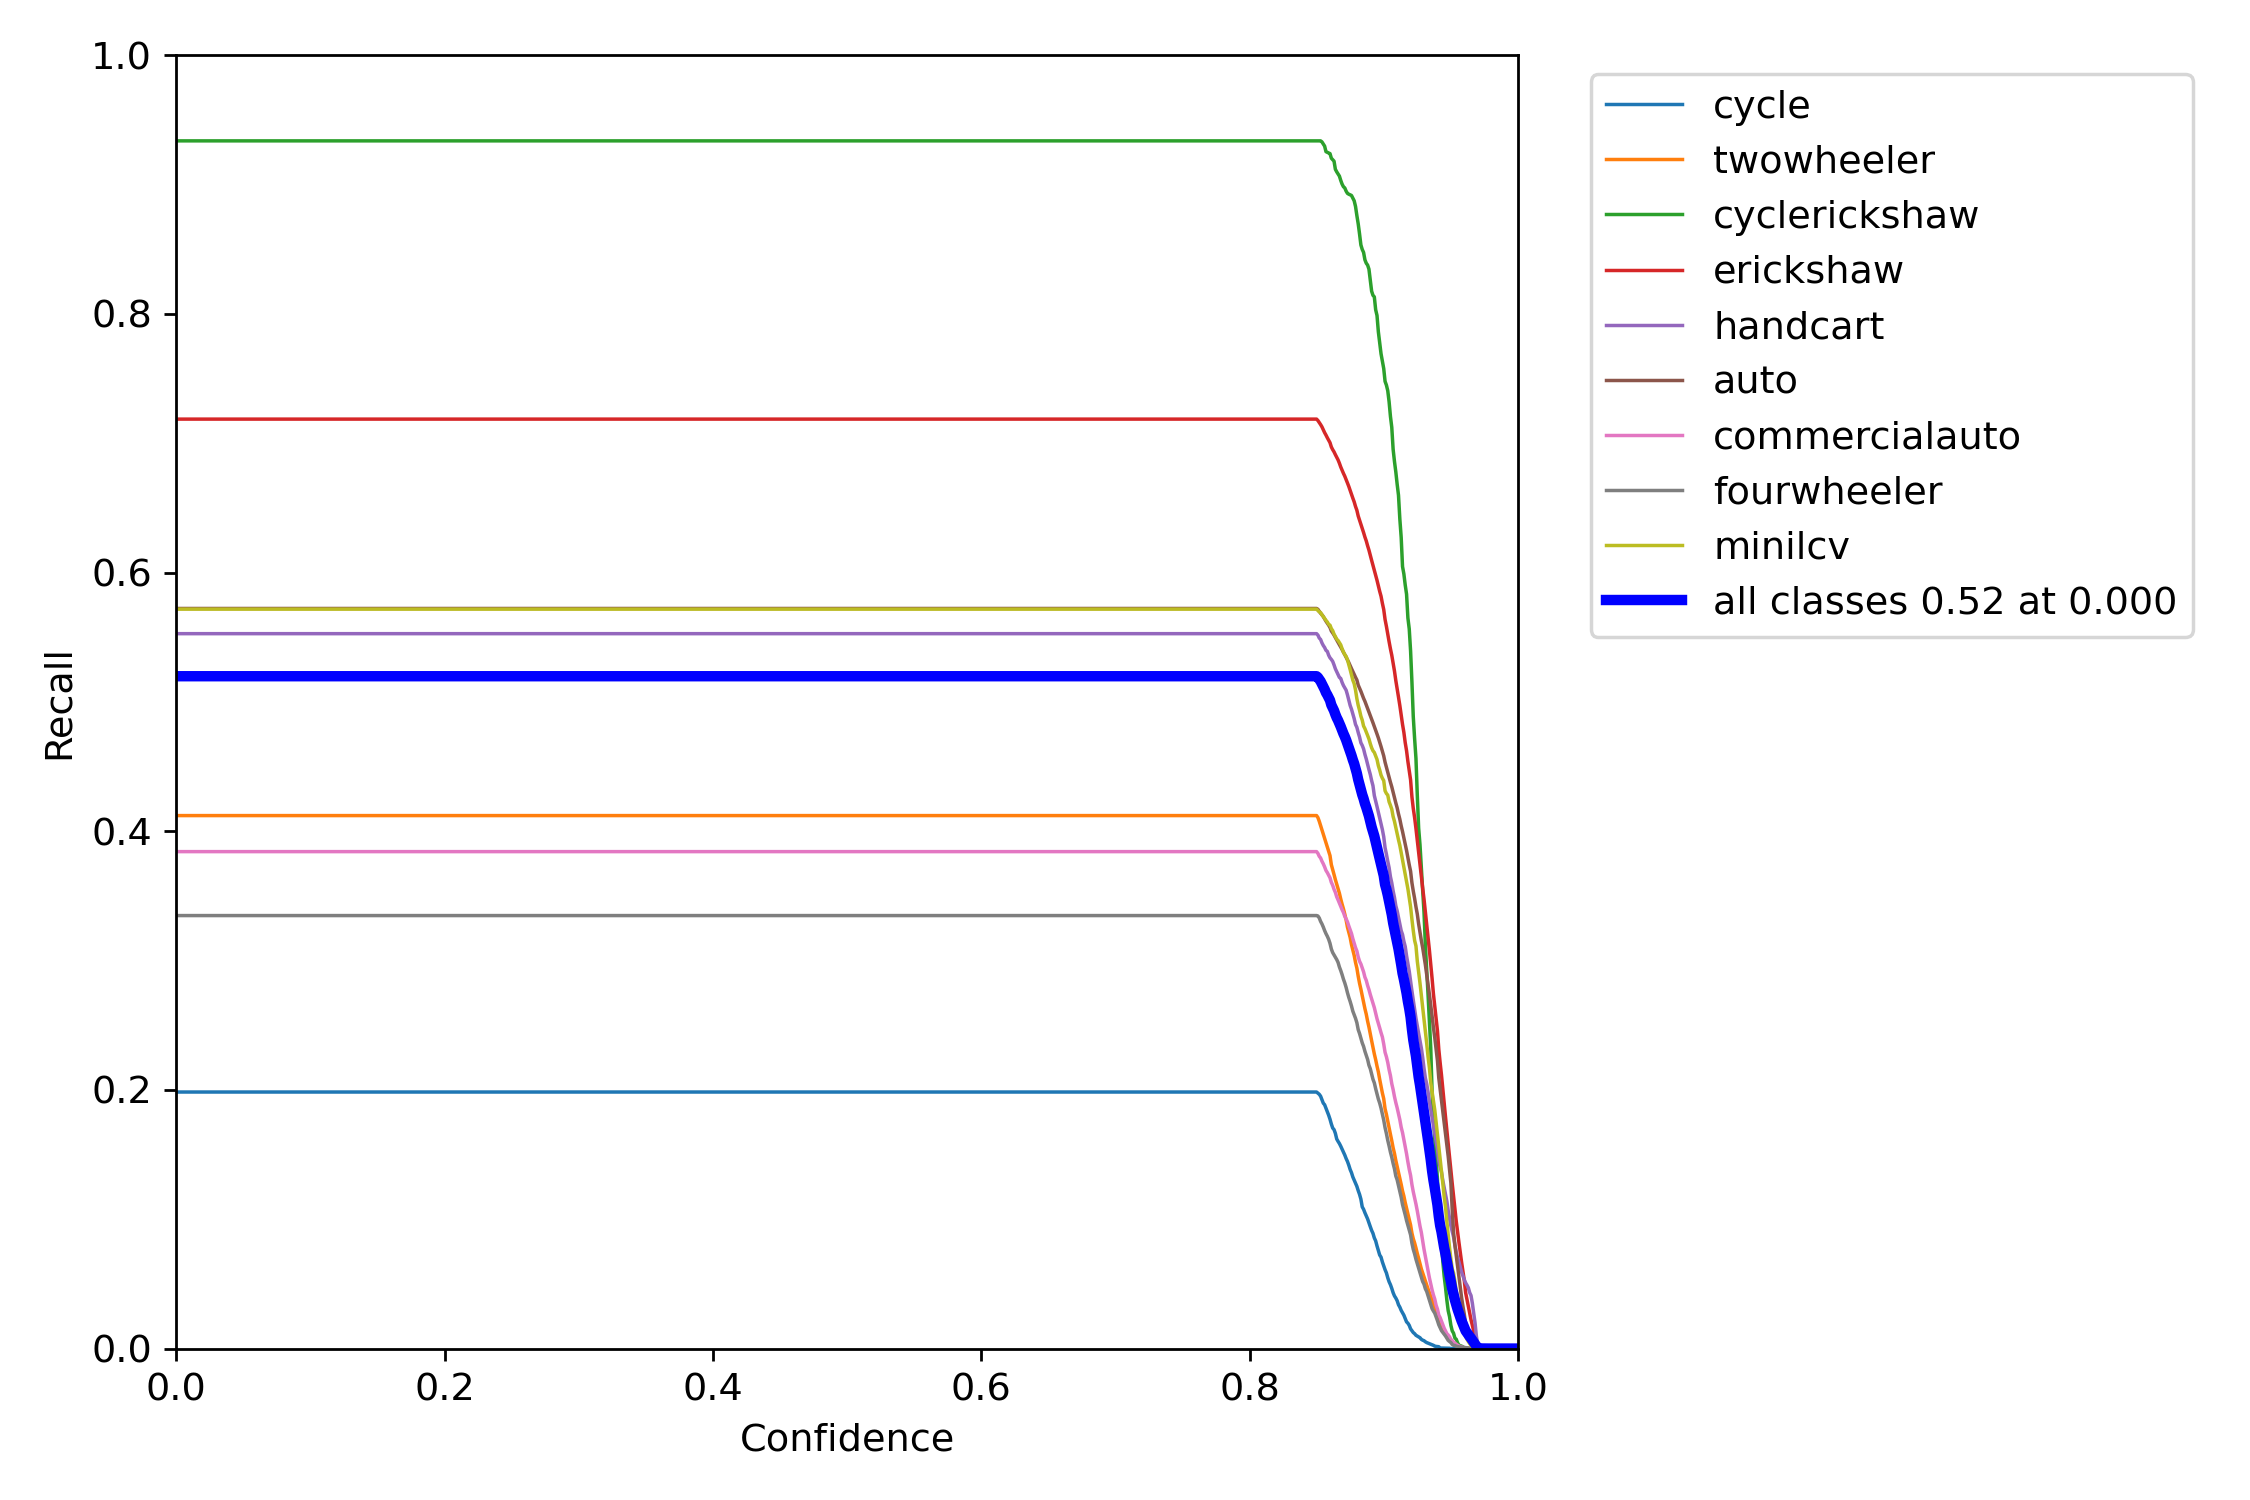 1.0
0.8
0.6
0.4
0.2
0.0
Recall
0.0 0.2 0.4 0.6 0.8 1.0
Confidence
cycle
twowheeler
cyclerickshaw
erickshaw
handcart
auto
commercialauto
fourwheeler
minilcv
all classes 0.52 at 0.000